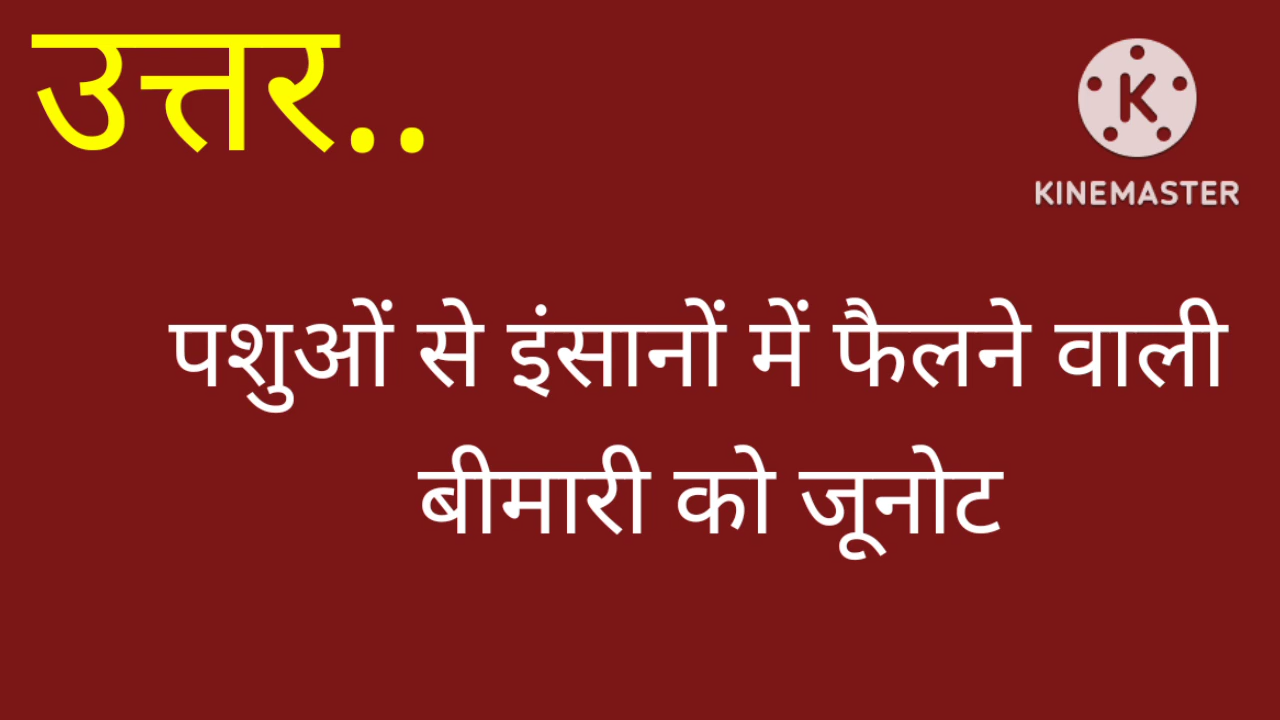 उत्तर..
KINEMASTER
पशुओं से इंसानों में फैलने वाली
बीमारी को जूनोट